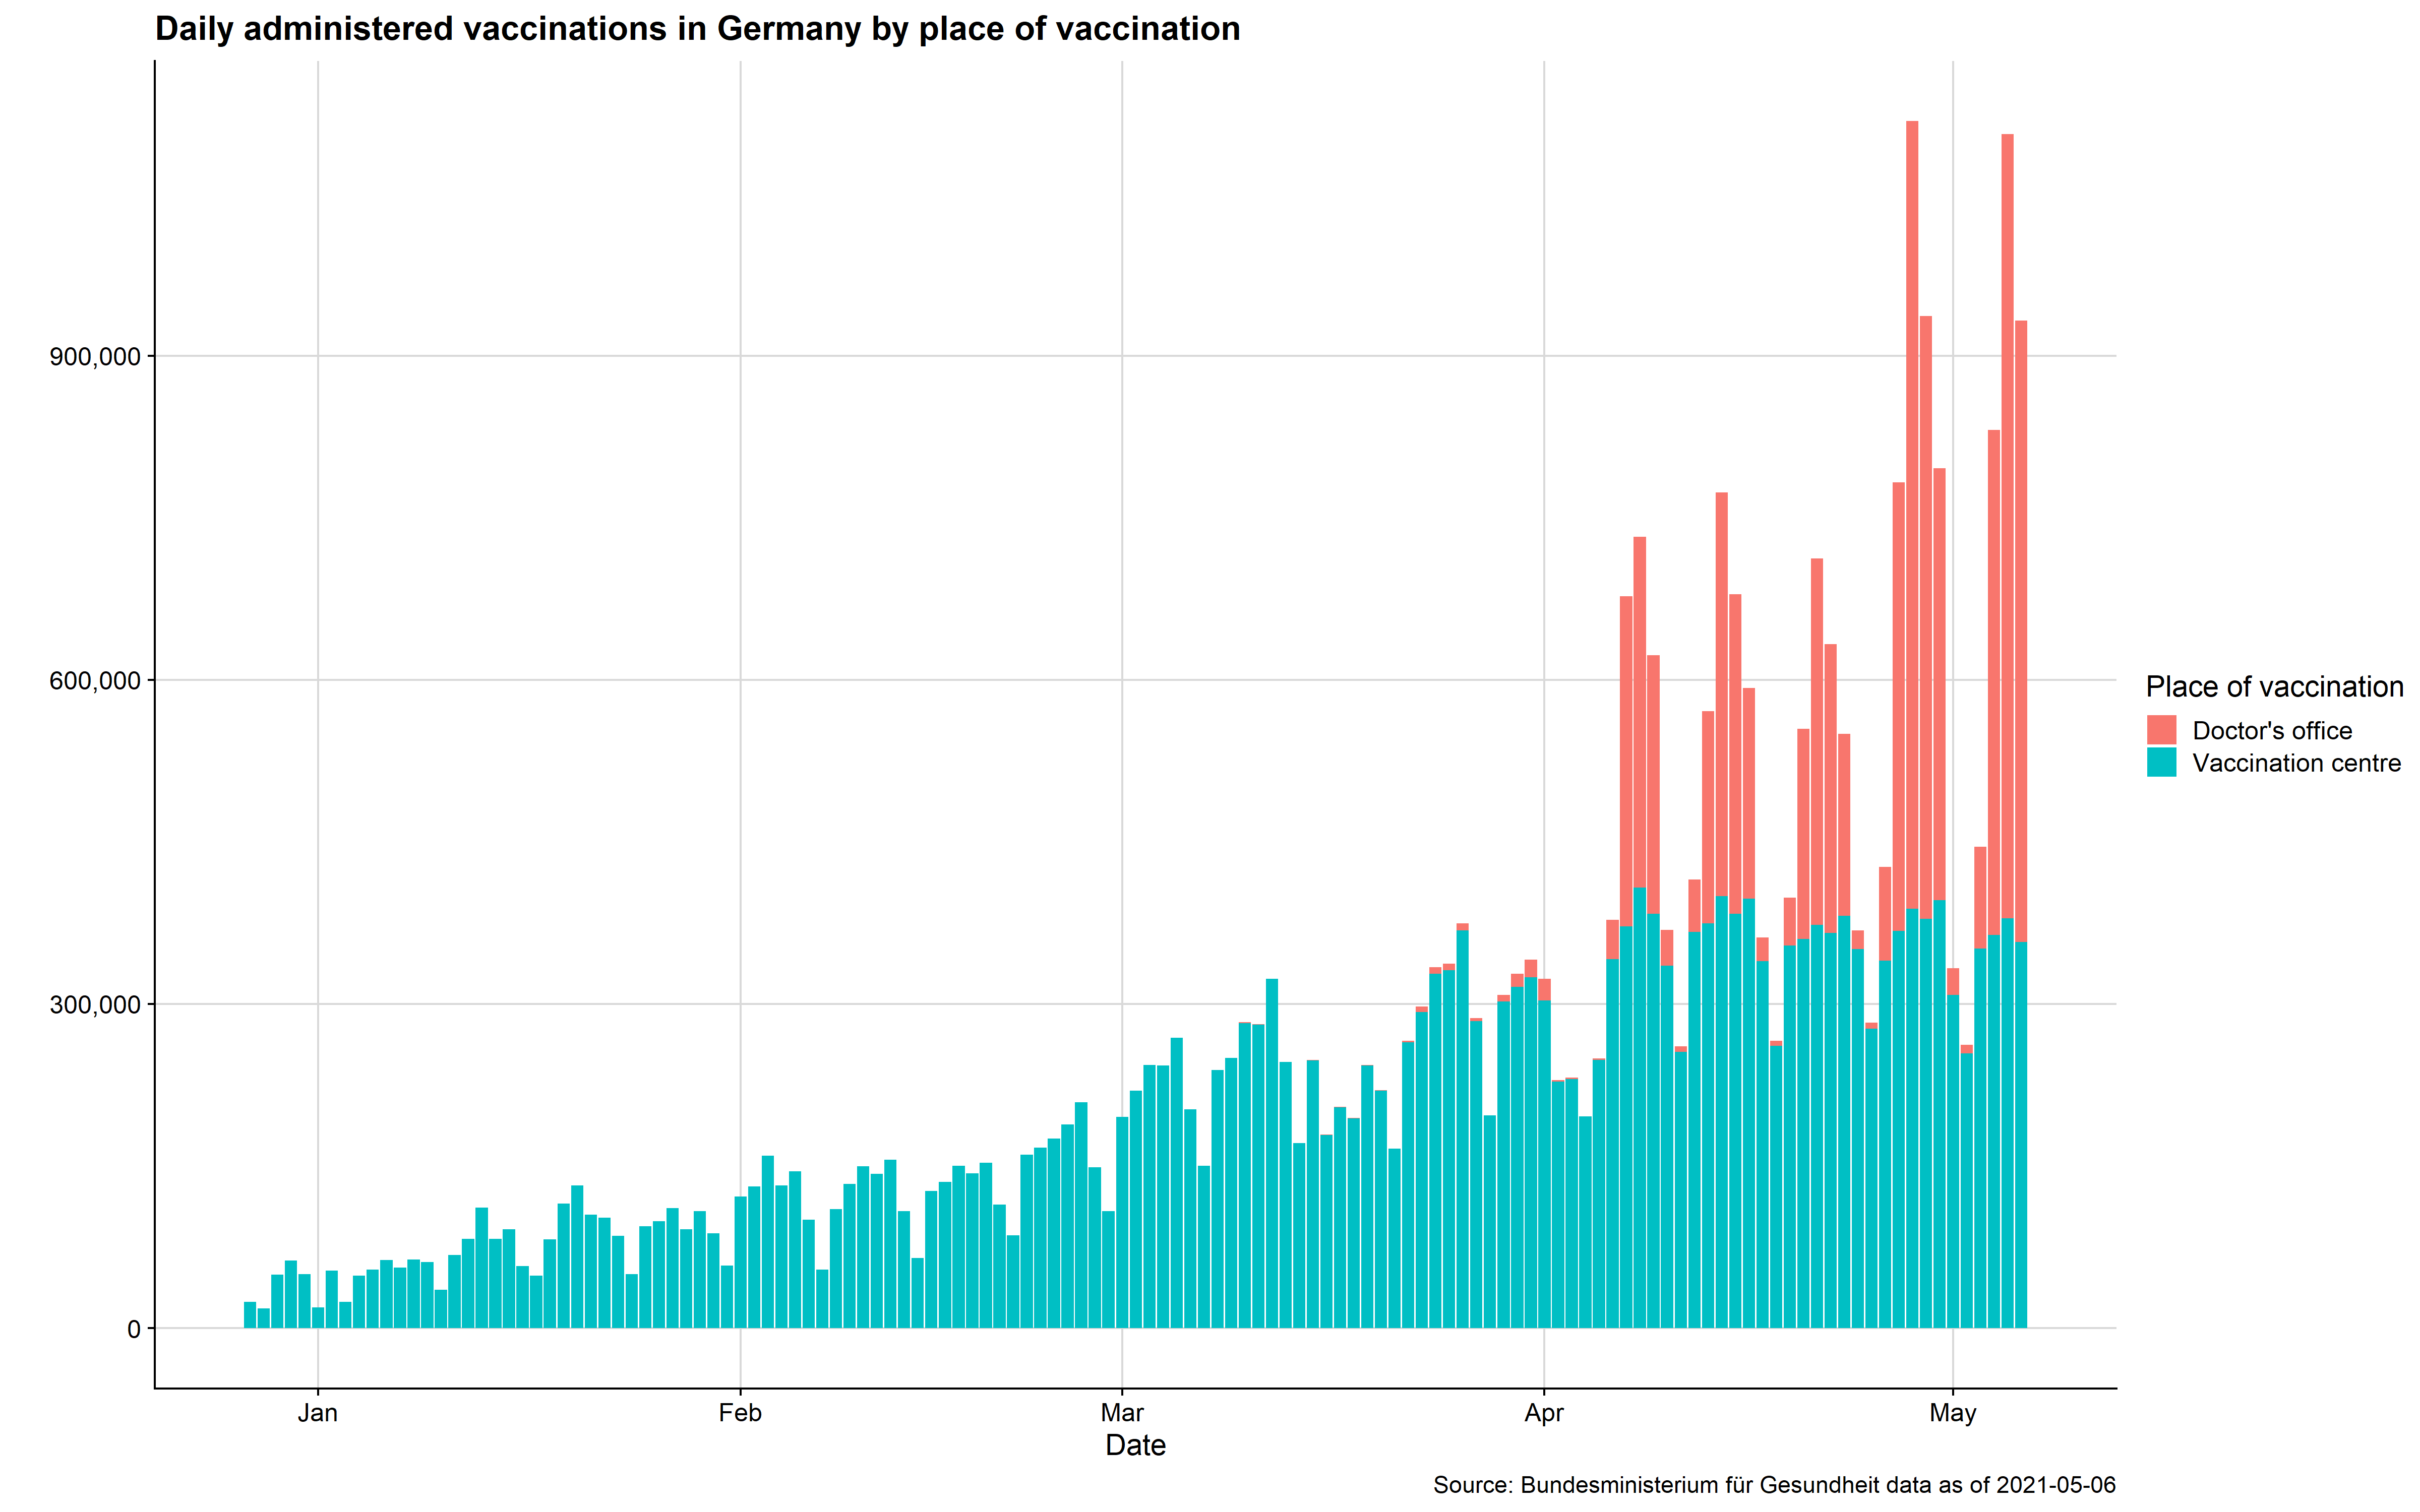 Daily administered vaccinations in Germany by place of vaccination
900,000
600,000
300,000
0
Jan Feb Mar Apr May
Date
Place of vaccination
Doctor's office
Vaccination centre
Source: Bundesministerium für Gesundheit data as of 2021-05-06